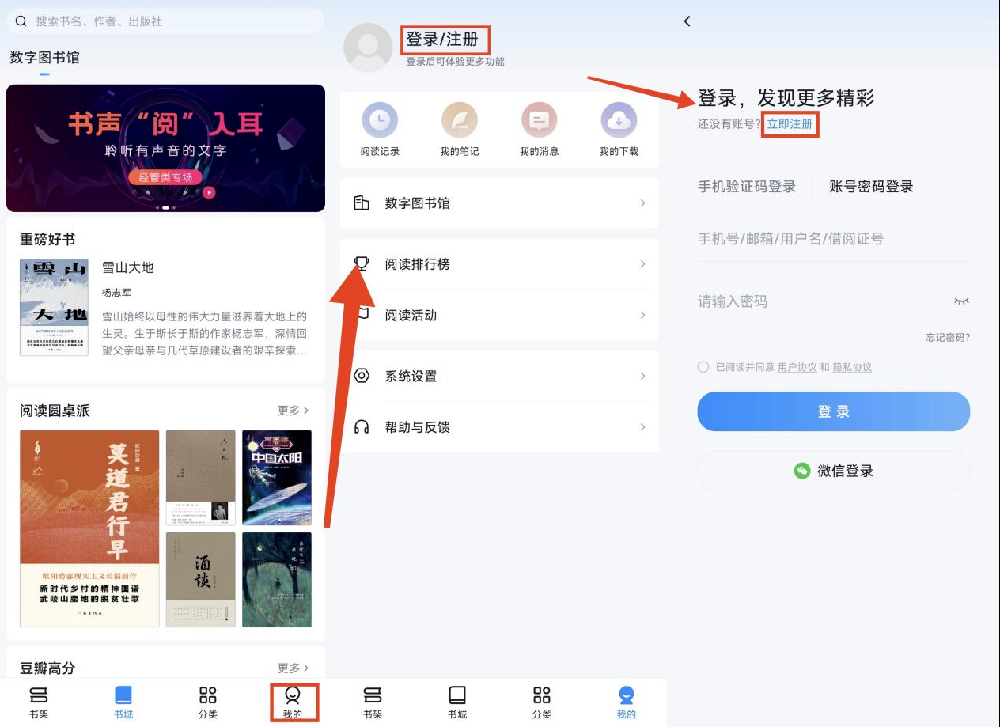 搜索书名、作者、出版社
数字图书馆
书声“阅”入耳
聆听有声音的文字
经管类专场
重磅好书
雪山
大地
雪山大地
杨志军
雪山始终以母性的伟大力量滋养着大地上的
生灵。生于斯长于斯的作家杨志军，深情回
望父亲母亲与几代草原建设者的艰辛探索...
阅读圆桌派
更多
莫道君行早
欧阳黔森 著
欧阳黔森现实主义长篇新作
新时代乡村的精神图谱
武陵山腹地的脱贫壮歌
作家出版社
中国太阳
酒谈
豆瓣高分
更多
书架
书城
分类
我的
登录/注册
登录后可体验更多功能
阅读记录
我的笔记
我的消息
我的下载
数字图书馆
阅读排行榜
阅读活动
系统设置
帮助与反馈
书架
书城
分类
我的
登录，发现更多精彩
还没有账号?立即注册
手机验证码登录
账号密码登录
手机号/邮箱/用户名/借阅证号
请输入密码
忘记密码?
已阅读并同意 用户协议 和 隐私协议
登 录
微信登录